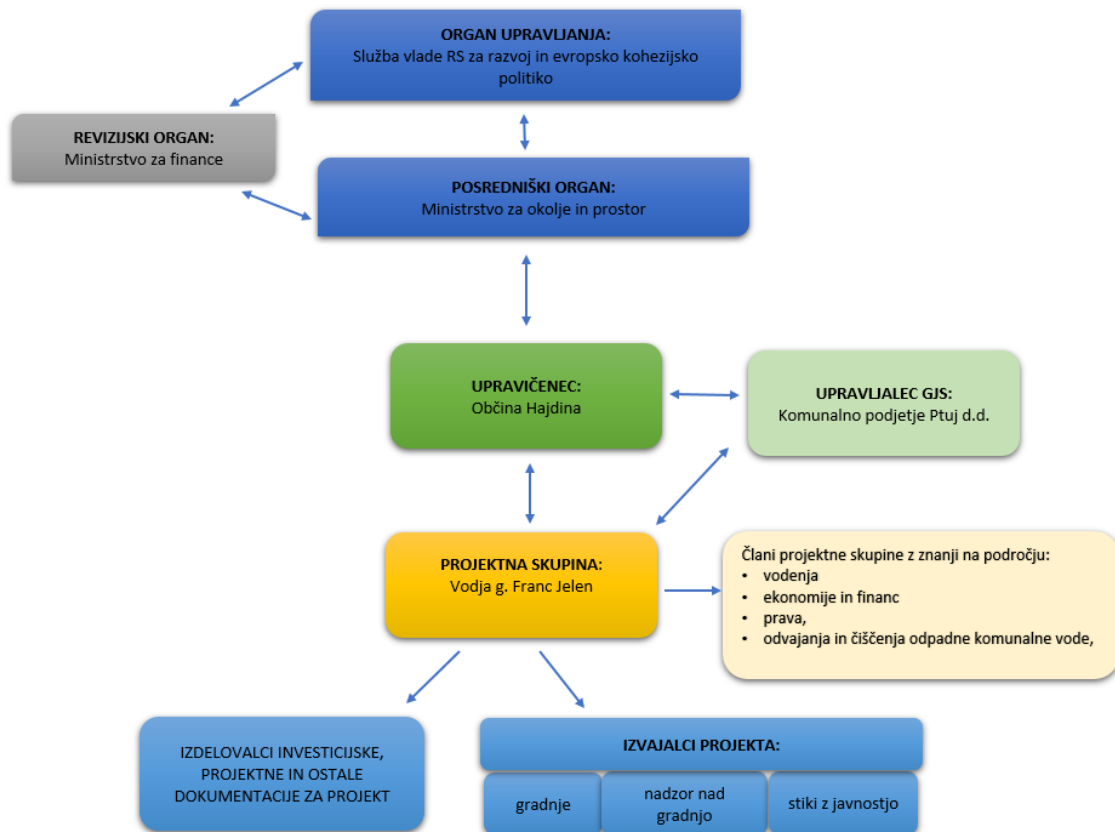 ORGAN UPRAVLJANJA:
Služba vlade RS za razvoj in evropsko kohezijsko
politiko
REVIZIJSKI ORGAN:
Ministrstvo za finance
POSREDNIŠKI ORGAN:
Ministrstvo za okolje in prostor
UPRAVIČENEC:
Občina Hajdina
UPRAVLJALEC GJS:
Komunalno podjetje Ptuj d.d.
PROJEKTNA SKUPINA:
Vodja g. Franc Jelen
Člani projektne skupine z znanji na področju:
• vodenja
• ekonomije in financ
• prava,
• odvajanja in čiščenja odpadne komunalne vode,
IZDELOVALCI INVESTICIJSKE,
PROJEKTNE IN OSTALE
DOKUMENTACIJE ZA PROJEKT
IZVAJALCI PROJEKTA:
gradnje
nadzor nad
gradnjo
stiki z javnostjo